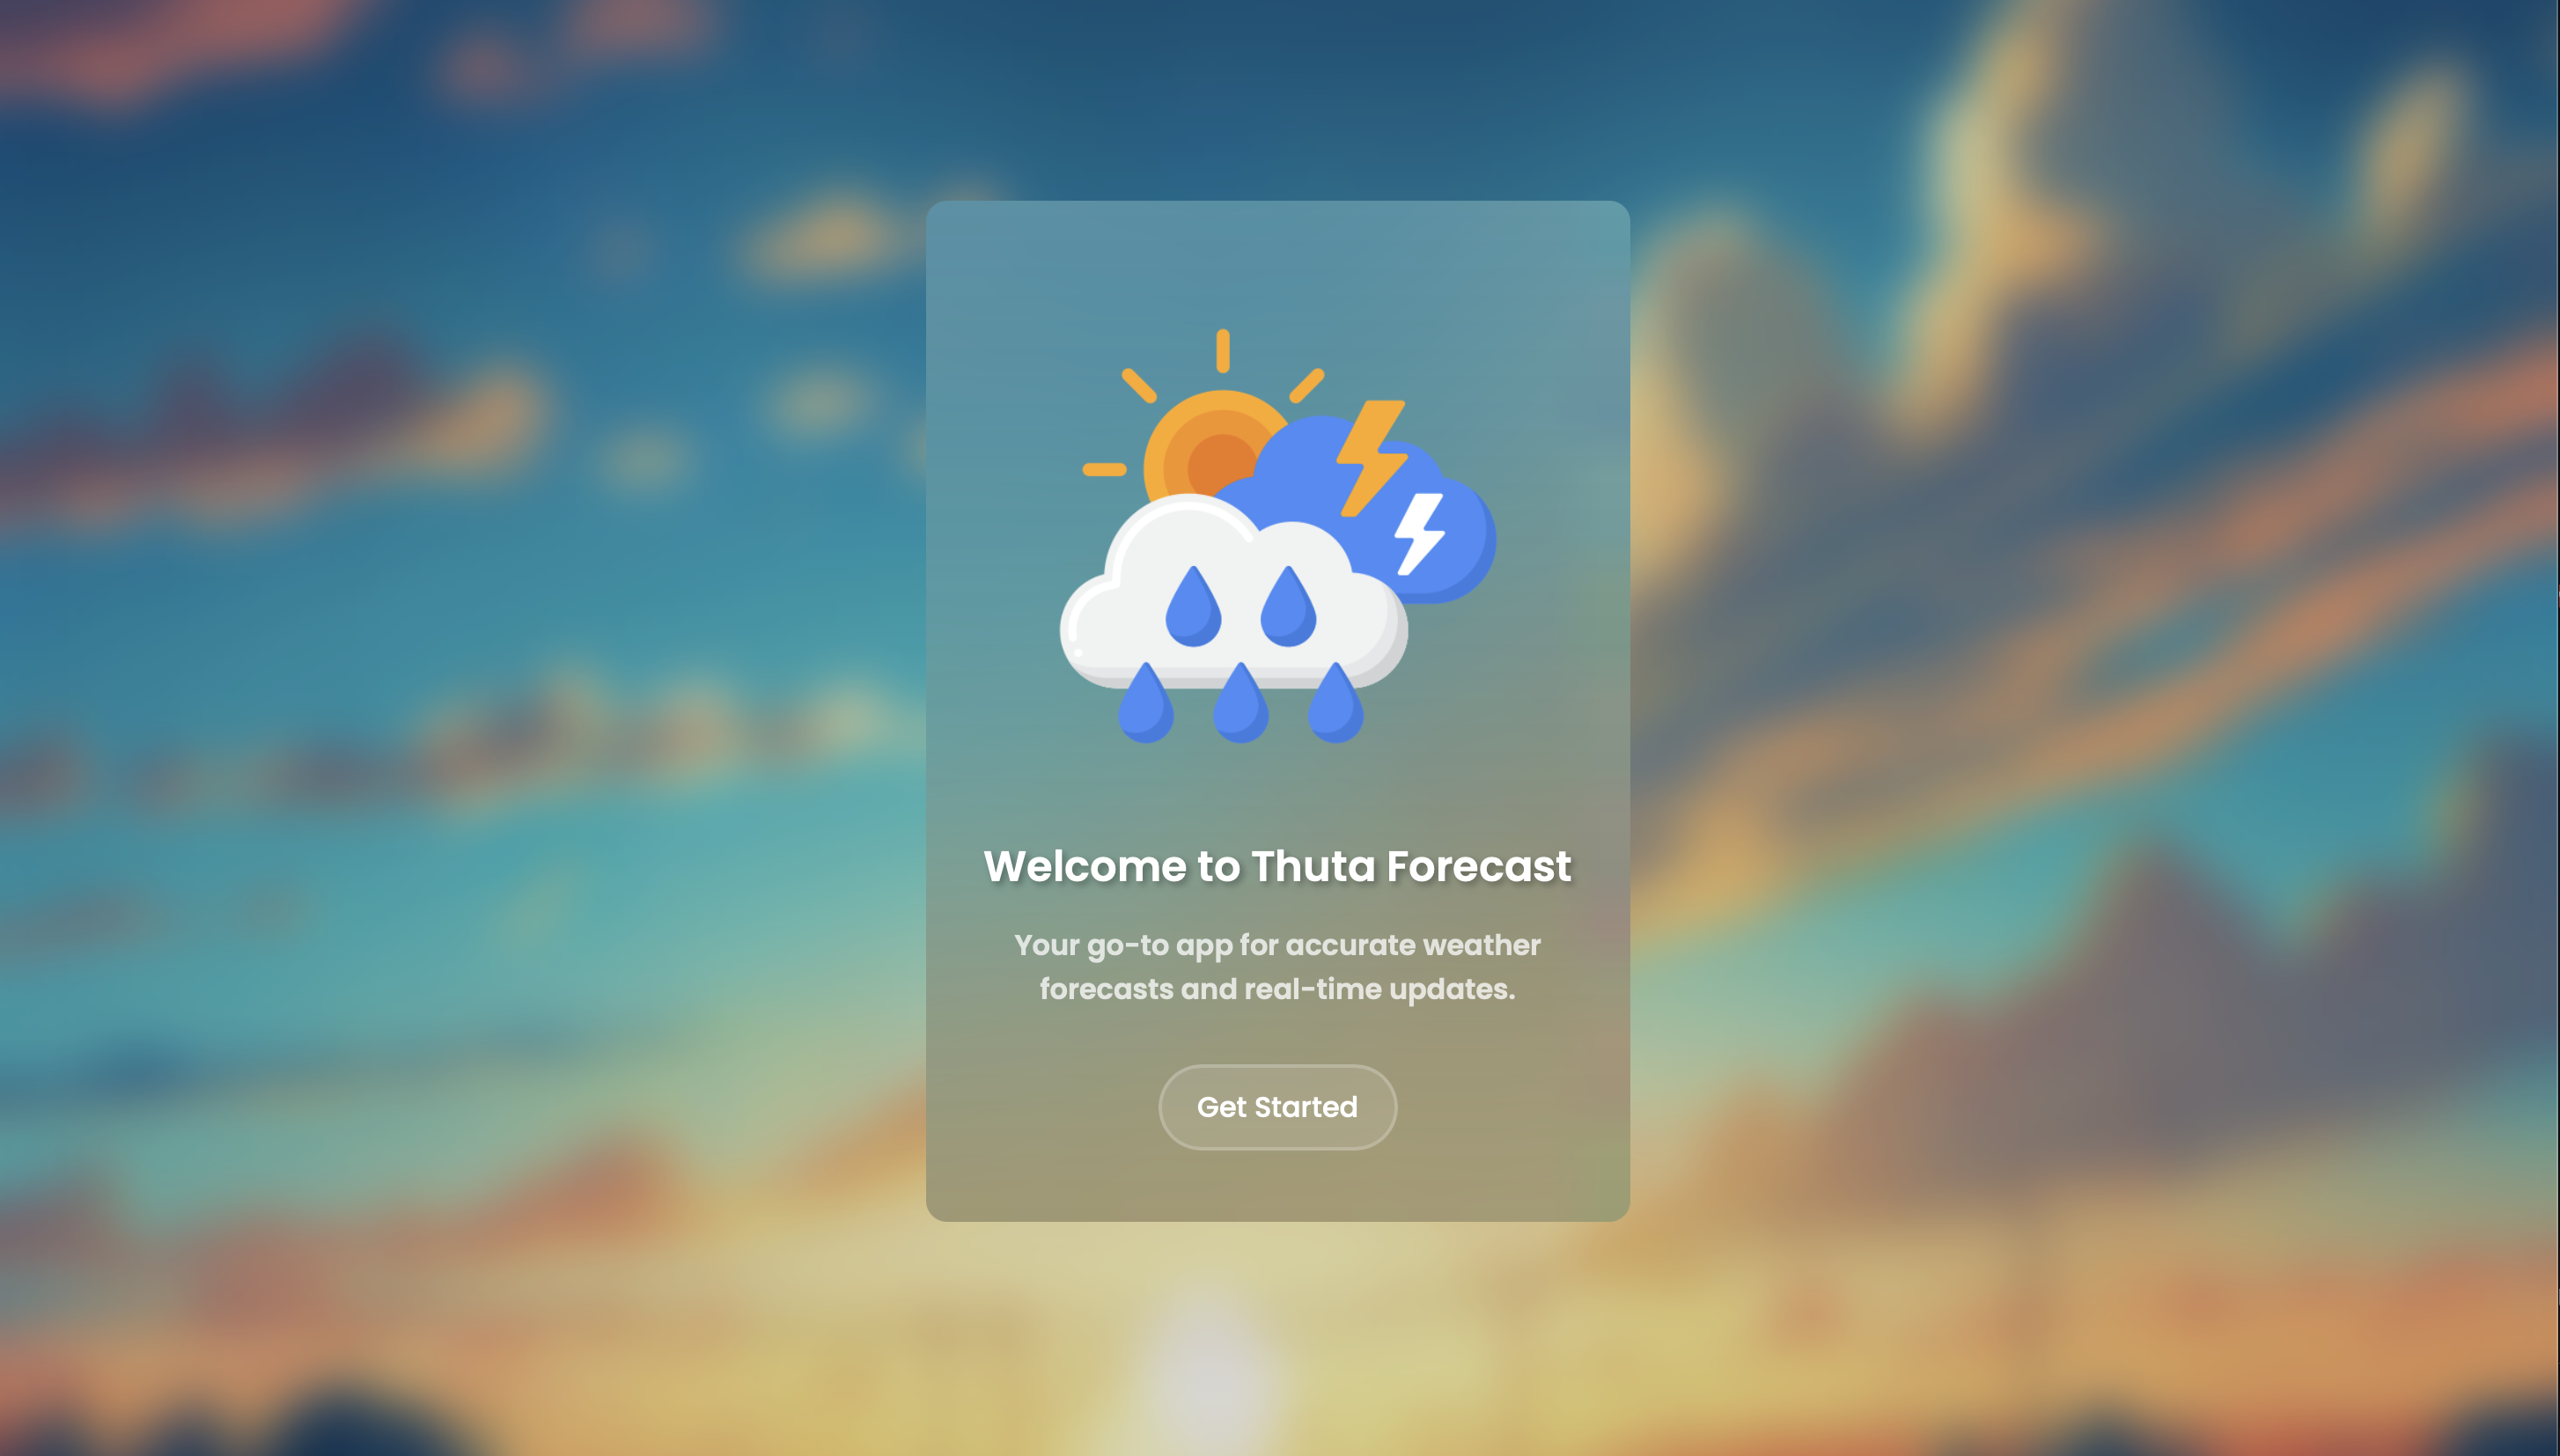 Welcome to Thuta Forecast
Your go-to app for accurate weather
forecasts and real-time updates.
Get Started